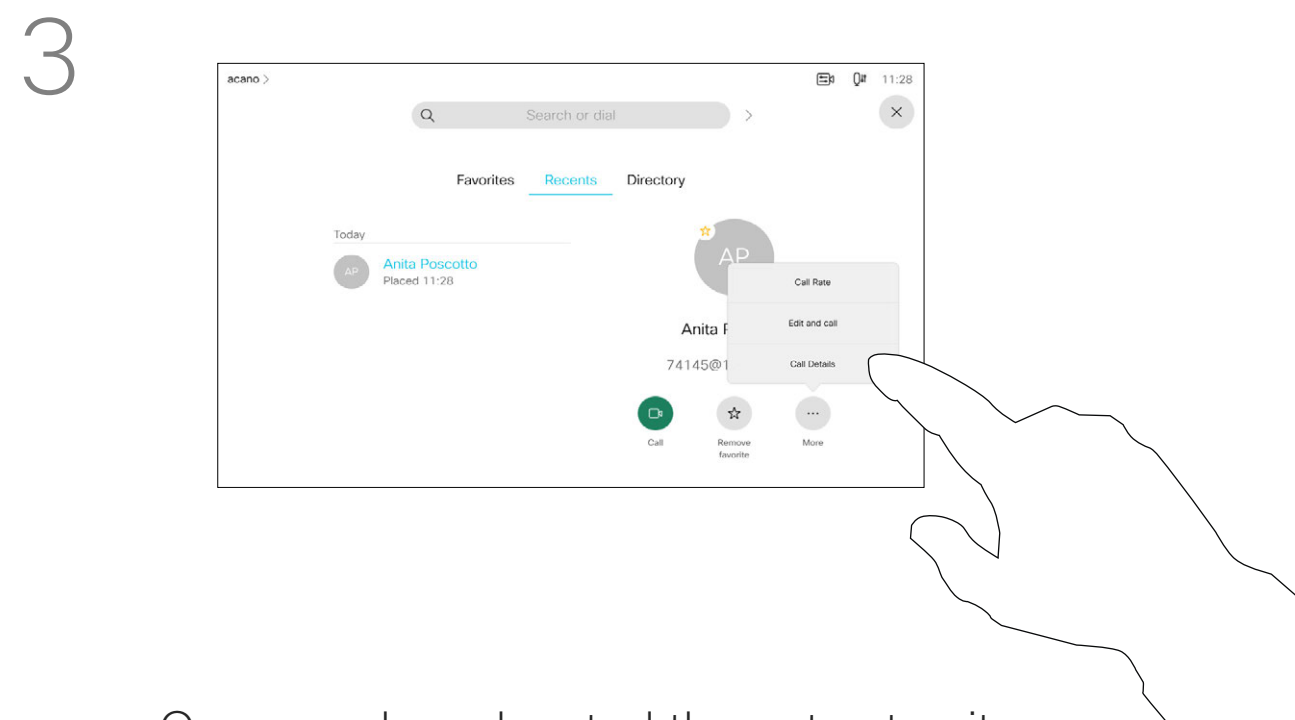 3
acano >
11:28
Search or dial
Favorites Recents Directory
Today
AP
Anita Poscotto
Placed 11:28
AP
Call Rate
Edit and call
Call Details
Anita
74145@1
Call
Remove
favorite
More